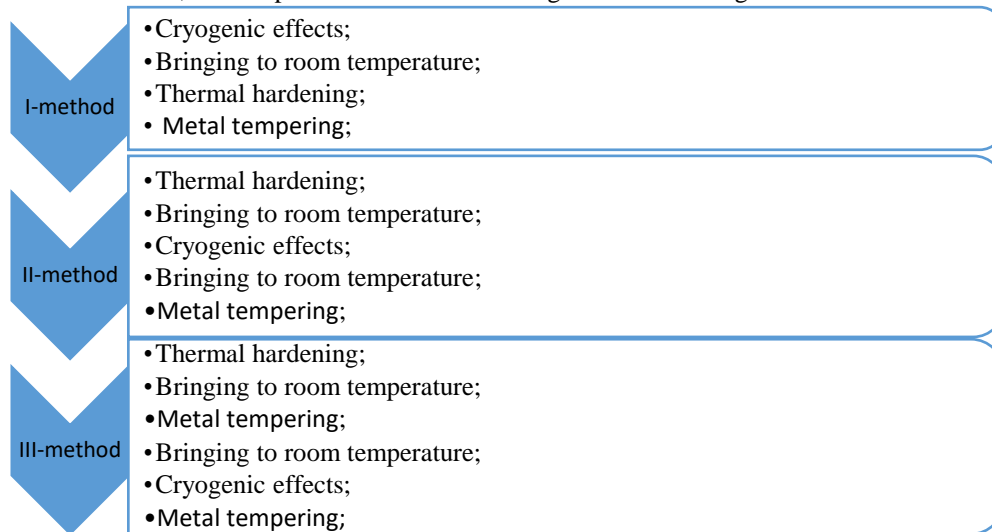 I-method
•Cryogenic effects;
•Bringing to room temperature;
•Thermal hardening;
• Metal tempering;
II-method
•Thermal hardening;
•Bringing to room temperature;
•Cryogenic effects;
•Bringing to room temperature;
•Metal tempering;
III-method
•Thermal hardening;
•Bringing to room temperature;
•Metal tempering;
•Bringing to room temperature;
•Cryogenic effects;
•Metal tempering;